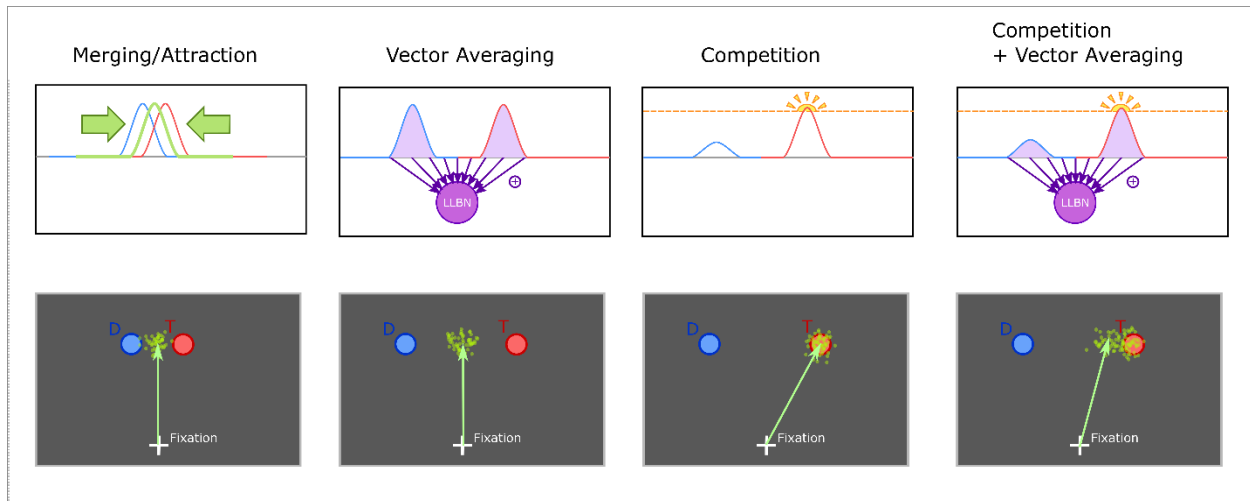 Merging/Attraction
Vector Averaging
Competition
Competition
+ Vector Averaging
LLBN
LLBN
D
T
Fixation
D
T
Fixation
D
T
Fixation
D
T
Fixation